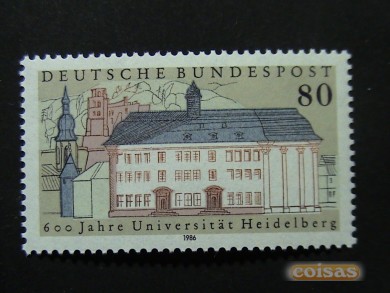 DEUTSCHE BUNDESPOST
80
600 Jahre Universität Heidelberg
1986
coisas